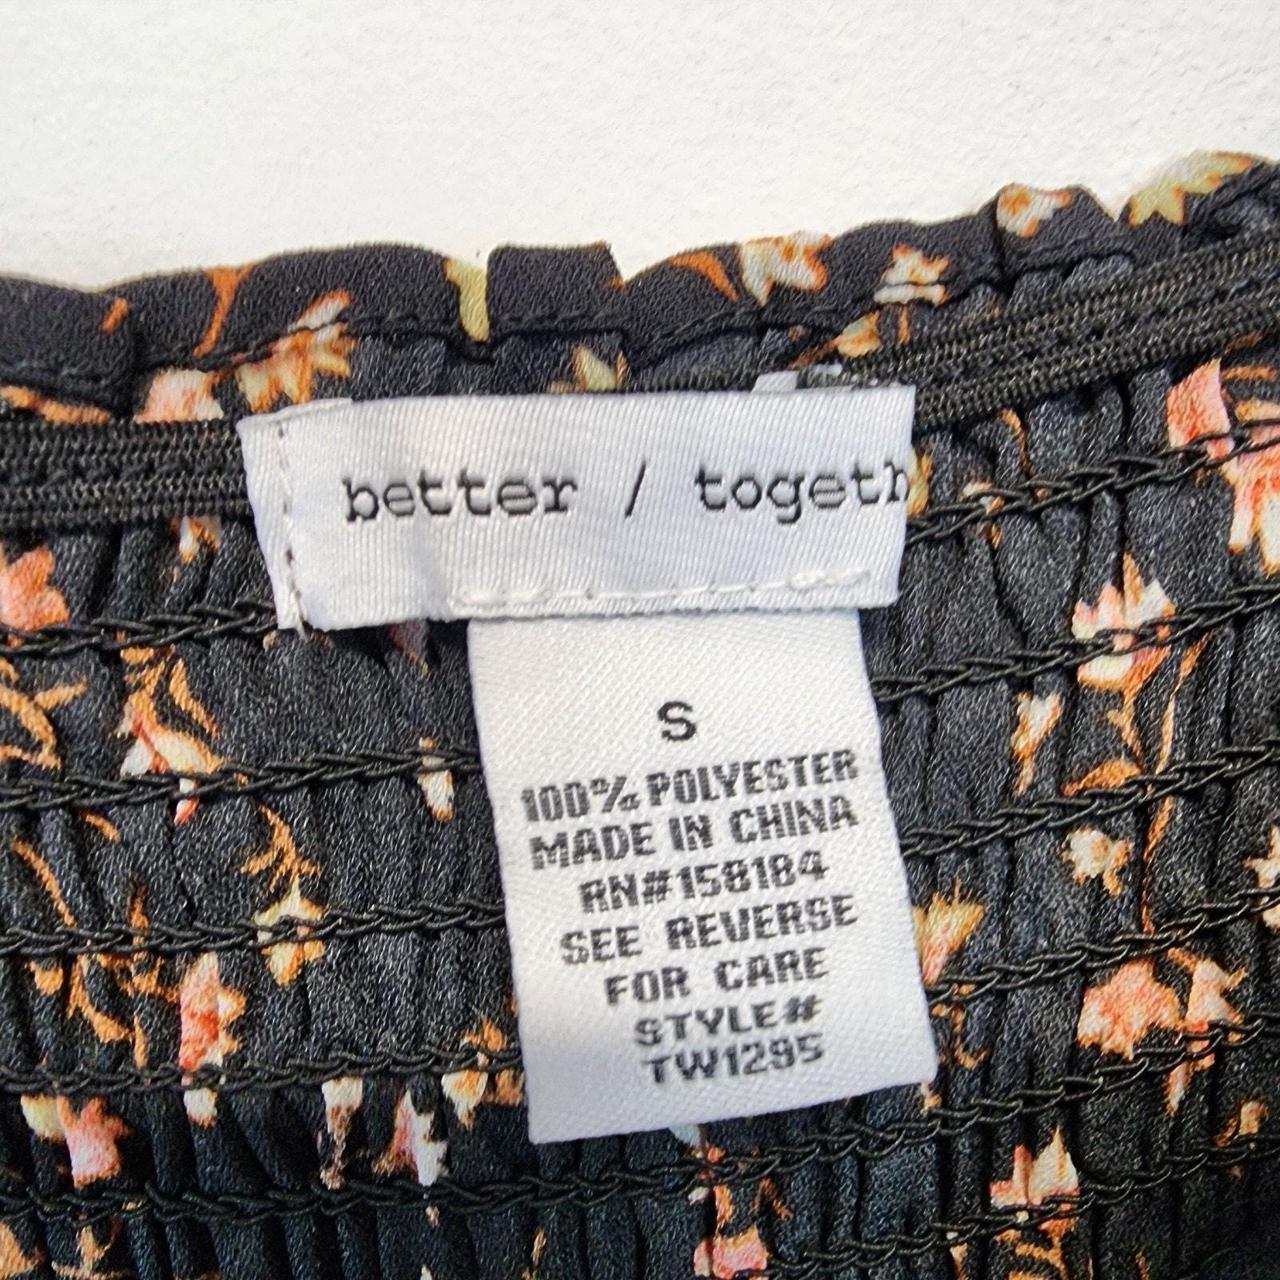 better / togeth
S
100% POLYESTER
MADE IN CHINA
RN#158184
SEE REVERSE
FOR CARE
STYLE#
TW1295